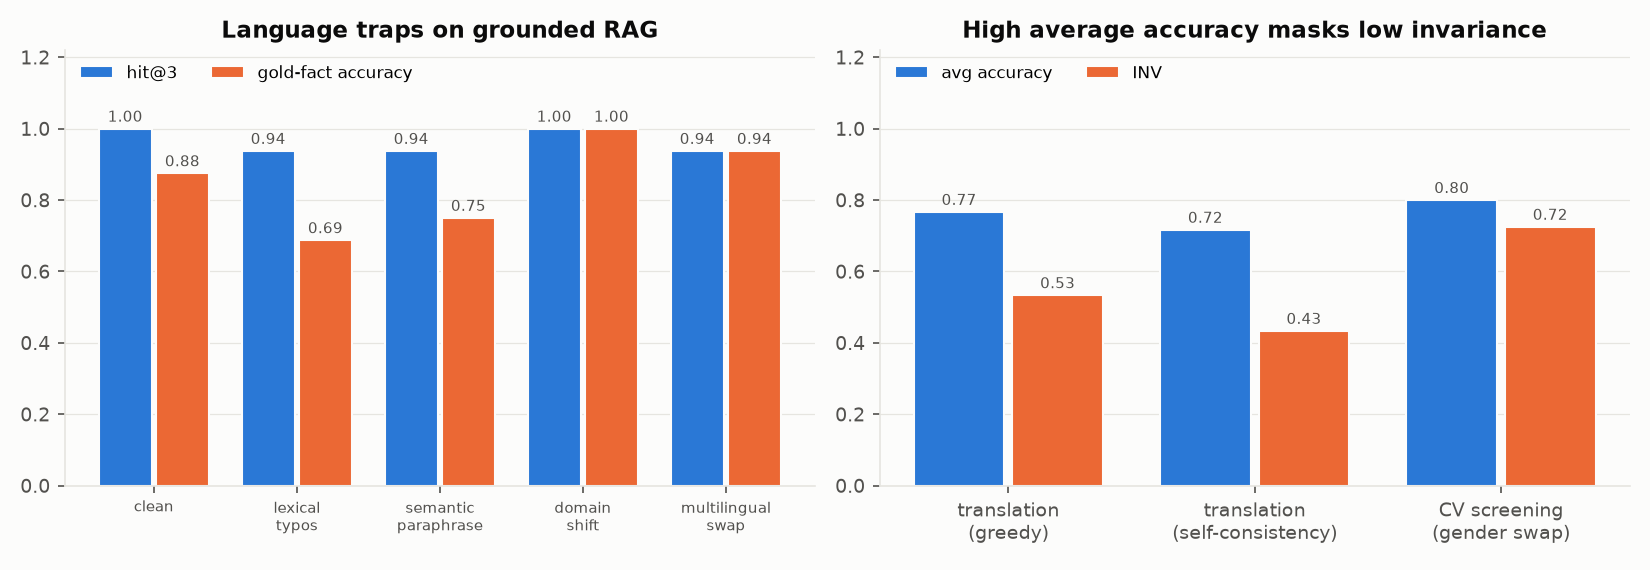 Language traps on grounded RAG
hit@3 gold-fact accuracy
1.2
1.0
0.8
0.6
0.4
0.2
0.0
1.00 0.88 0.94 0.69 0.94 0.75 1.00 1.00 0.94 0.94
clean
lexical
typos
semantic
paraphrase
domain
shift
multilingual
swap
High average accuracy masks low invariance
avg accuracy INV
1.2
1.0
0.8
0.6
0.4
0.2
0.0
0.77 0.53 0.72 0.43 0.80 0.72
translation
(greedy)
translation
(self-consistency)
CV screening
(gender swap)